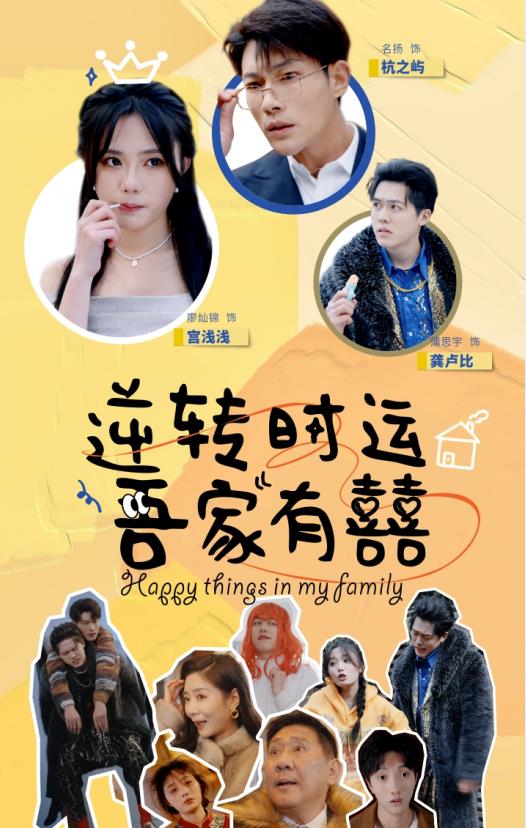 名扬 饰
杭之屿
廖灿锦 饰
宫浅浅
蒲思宇 饰
龚卢比
逆转时运
吾家有囍
Happy things in my family